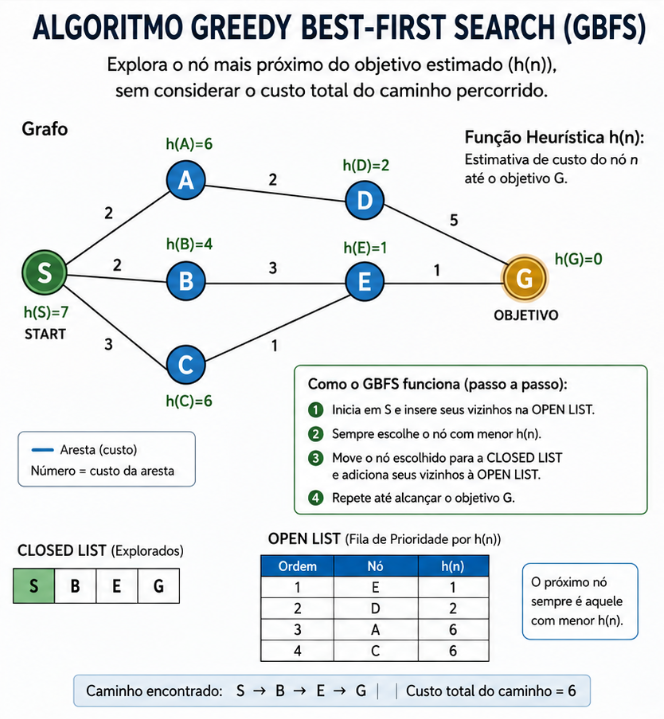 ALGORITMO GREEDY BEST-FIRST SEARCH (GBFS)
Explora o nó mais próximo do objetivo estimado (h(n)),
sem considerar o custo total do caminho percorrido.
Grafo
Função Heurística h(n):
Estimativa de custo do nó n
até o objetivo G.
h(A)=6
A
h(D)=2
D
2
2
5
h(B)=4
B
h(E)=1
E
2
3
1
S
h(S)=7
START
G
h(G)=0
OBJETIVO
3
1
C
h(C)=6
Como o GBFS funciona (passo a passo):
1 Inicia em S e insere seus vizinhos na OPEN LIST.
2 Sempre escolhe o nó com menor h(n).
3 Move o nó escolhido para a CLOSED LIST
e adiciona seus vizinhos à OPEN LIST.
4 Repete até alcançar o objetivo G.
Aresta (custo)
Número = custo da aresta
CLOSED LIST (Explorados)
S B E G
OPEN LIST (Fila de Prioridade por h(n))
Ordem Nó h(n)
1 E 1
2 D 2
3 A 6
4 C 6
O próximo nó
sempre é aquele
com menor h(n).
Caminho encontrado: S → B → E → G | | Custo total do caminho = 6